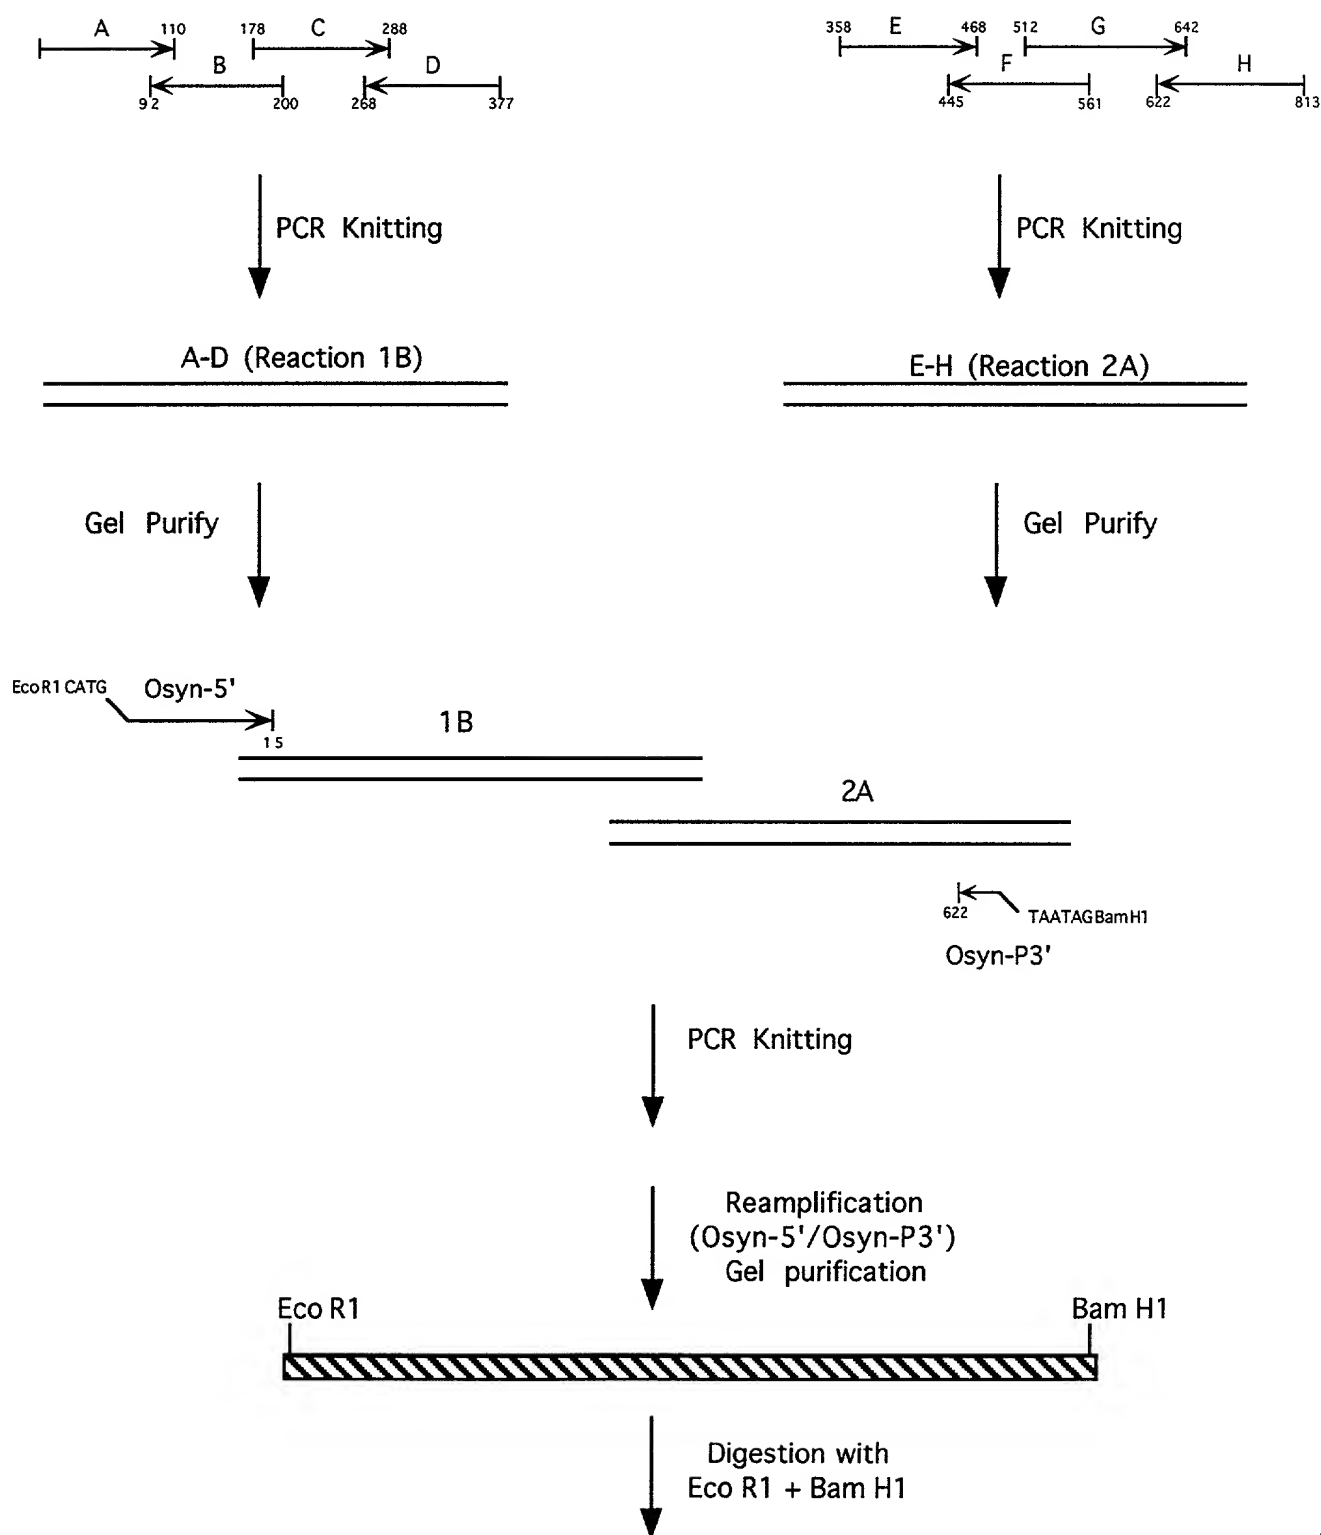 A 110 178 C 288
B D
92 200 268 377
358 E 468 512 G 642
F H
445 561 622 813
PCR Knitting
PCR Knitting
A-D (Reaction 1B)
E-H (Reaction 2A)
Gel Purify
Gel Purify
EcoR1 CATG Osyn-5'
15
1B
2A
622
TAATAG BamH1
Osyn-P3'
PCR Knitting
Reamplification
(Osyn-5'/Osyn-P3')
Gel purification
Eco R1
Bam H1
Digestion with
Eco R1 + Bam H1